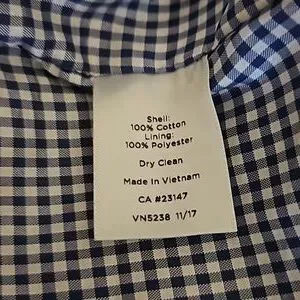 Shell:
100% Cotton
Lining:
100% Polyester
Dry Clean
Made In Vietnam
CA #23147
VN5238 11/17